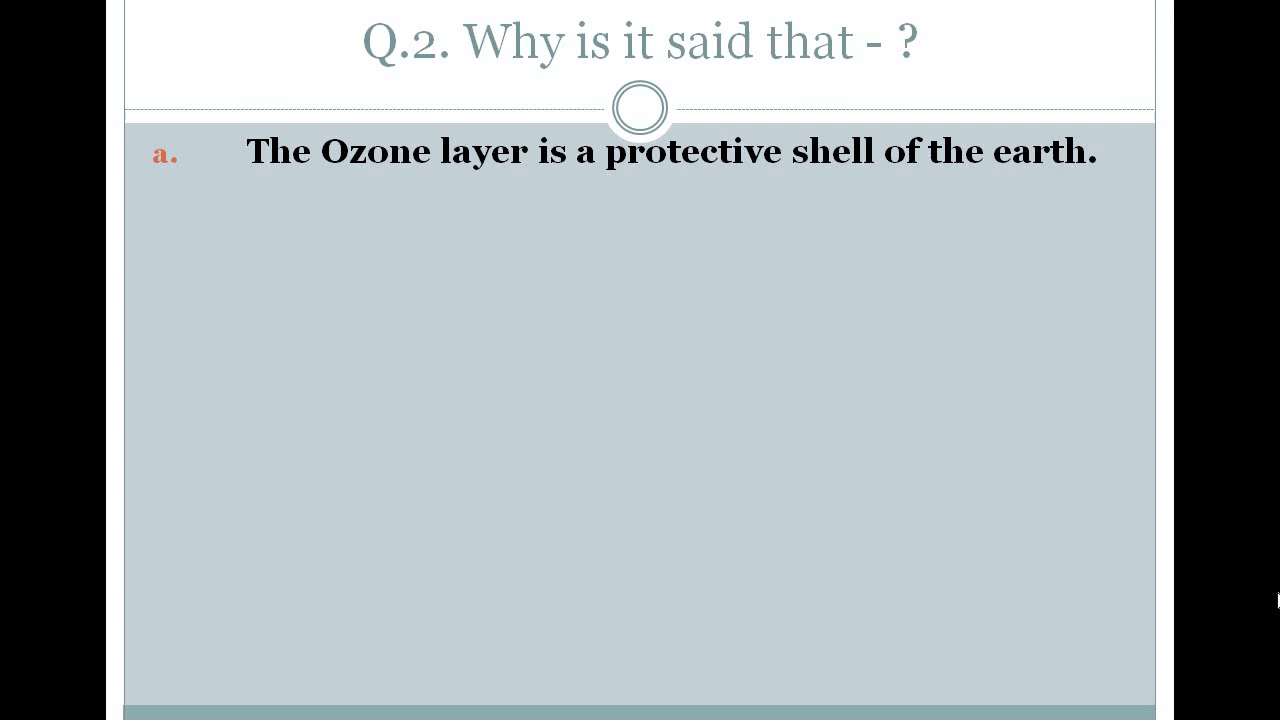 Q.2. Why is it said that - ?
a. The Ozone layer is a protective shell of the earth.